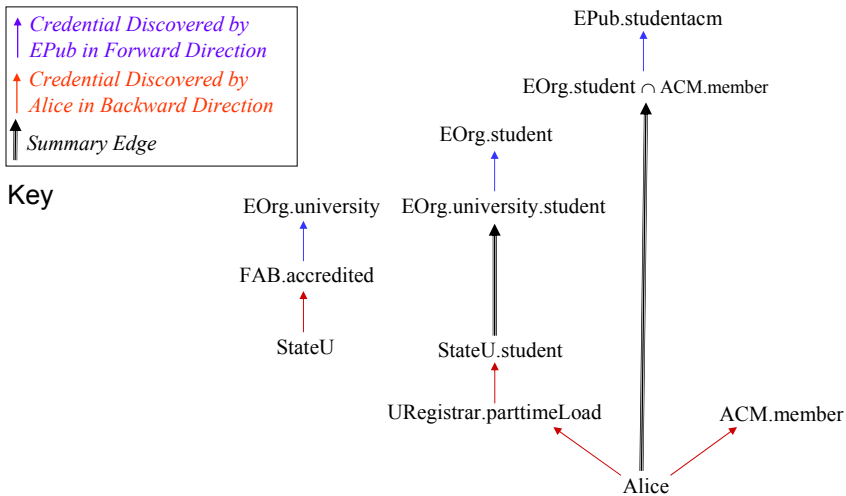 Credential Discovered by
EPub in Forward Direction
Credential Discovered by
Alice in Backward Direction
Summary Edge
Key
EPub.studentacm
EOrg.student ∩ ACM.member
EOrg.student
EOrg.university
EOrg.university.student
FAB.accredited
StateU
StateU.student
URegistrar.parttimeLoad
ACM.member
Alice